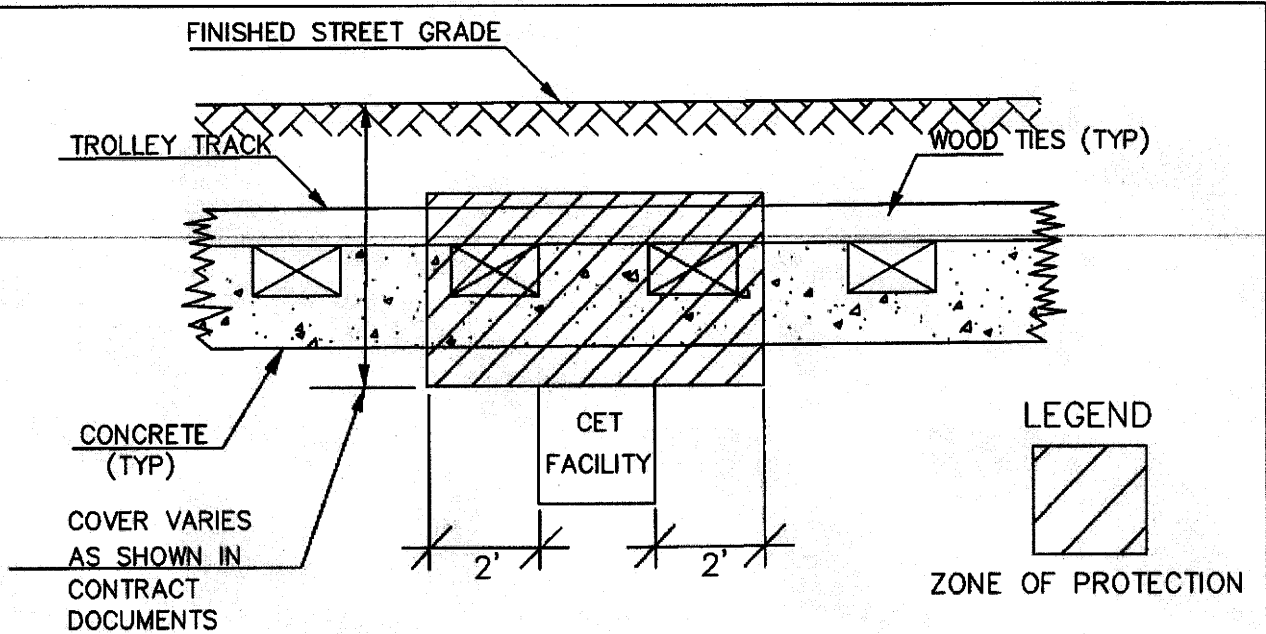 FINISHED STREET GRADE
TROLLEY TRACK
WOOD TIES (TYP)
CONCRETE
(TYP)
CET
FACILITY
COVER VARIES
AS SHOWN IN
CONTRACT
DOCUMENTS
2'
2'
LEGEND
ZONE OF PROTECTION